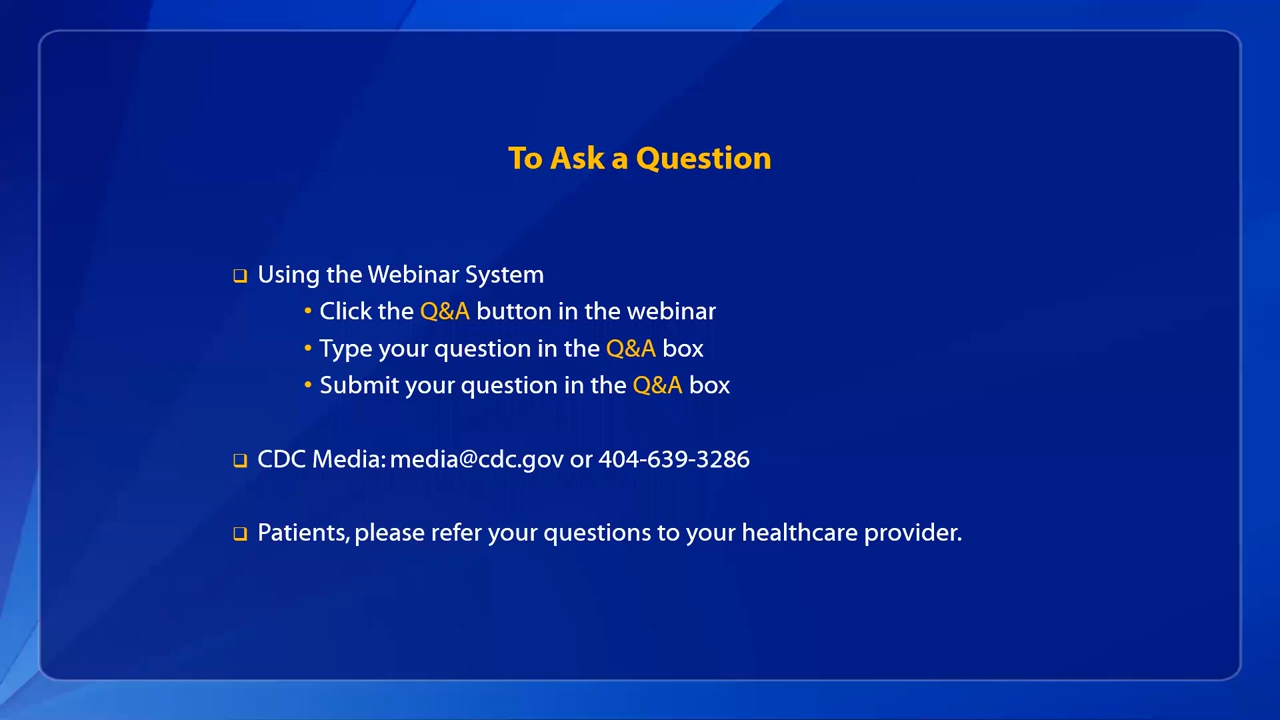 To Ask a Question
Using the Webinar System
Click the Q&A button in the webinar
Type your question in the Q&A box
Submit your question in the Q&A box
CDC Media: media@cdc.gov or 404-639-3286
Patients, please refer your questions to your healthcare provider.